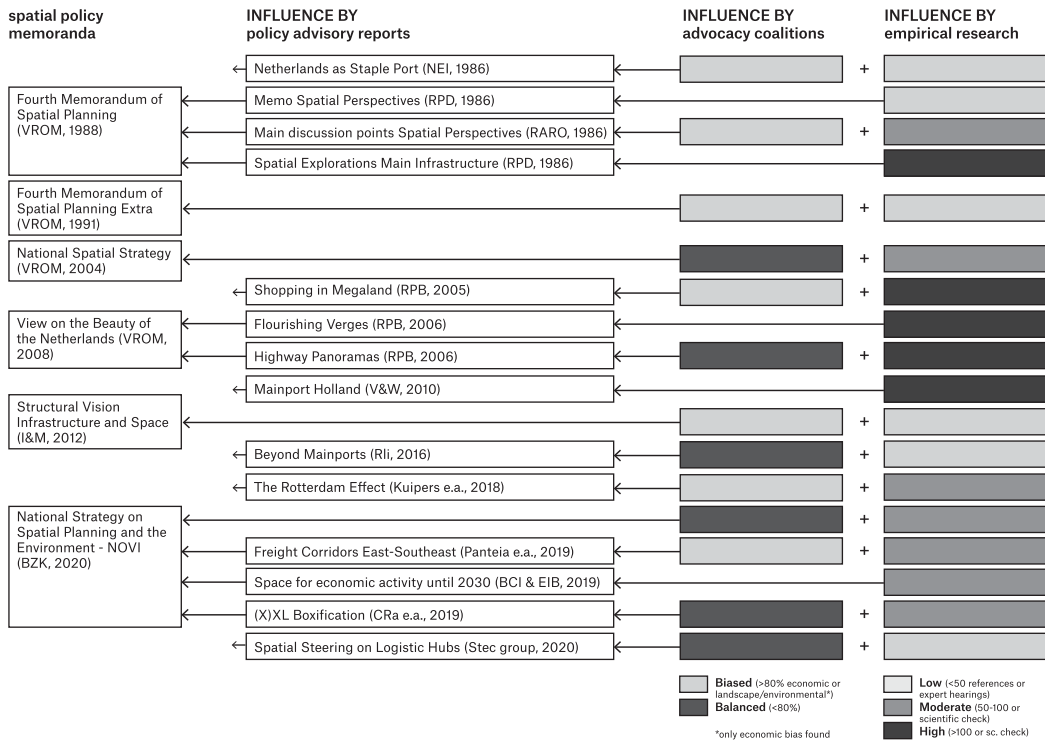 spatial policy
memoranda
INFLUENCE BY
policy advisory reports
INFLUENCE BY
advocacy coalitions
INFLUENCE BY
empirical research
Netherlands as Staple Port (NEI, 1986)
+
Fourth Memorandum of
Spatial Planning
(VROM, 1988)
Memo Spatial Perspectives (RPD, 1986)
Main discussion points Spatial Perspectives (RARO, 1986)
+
Spatial Explorations Main Infrastructure (RPD, 1986)
Fourth Memorandum of
Spatial Planning Extra
(VROM, 1991)
+
National Spatial Strategy
(VROM, 2004)
+
Shopping in Megaland (RPB, 2005)
+
View on the Beauty of
the Netherlands (VROM,
2008)
Flourishing Verges (RPB, 2006)
Highway Panoramas (RPB, 2006)
+
Mainport Holland (V&W, 2010)
Structural Vision
Infrastructure and Space
(I&M, 2012)
+
Beyond Mainports (Rli, 2016)
+
The Rotterdam Effect (Kuipers e.a., 2018)
+
National Strategy on
Spatial Planning and the
Environment - NOVI
(BZK, 2020)
+
Freight Corridors East-Southeast (Panteia e.a., 2019)
+
Space for economic activity until 2030 (BCI & EIB, 2019)
(X)XL Boxification (CRa e.a., 2019)
+
Spatial Steering on Logistic Hubs (Stec group, 2020)
+
Biased (>80% economic or
landscape/environmental*)
Balanced (<80%)
*only economic bias found
Low (<50 references or
expert hearings)
Moderate (50-100 or
scientific check)
High (>100 or sc. check)